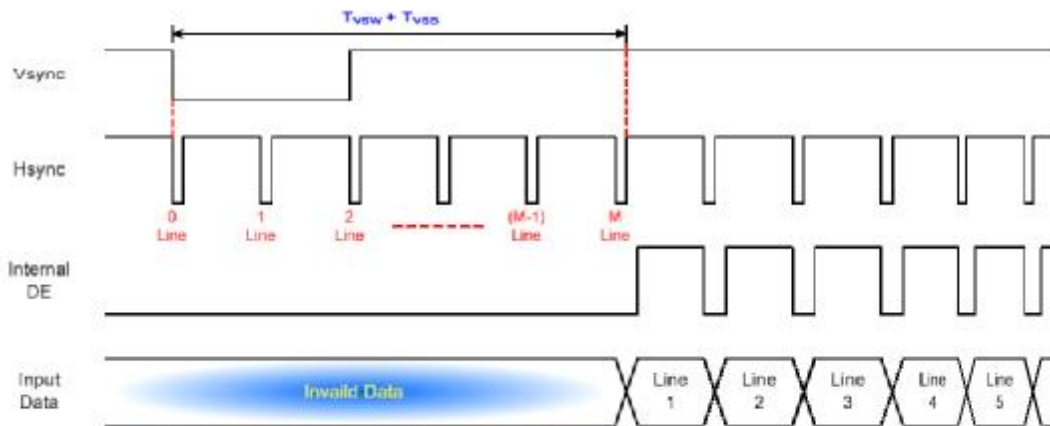 TVSW + TVSS
Vsync
Hsync
0
Line
1
Line
2
Line
(M-1)
Line
M
Line
Internal
DE
Input
Data
Invaild Data
Line
1
Line
2
Line
3
Line
4
Line
5